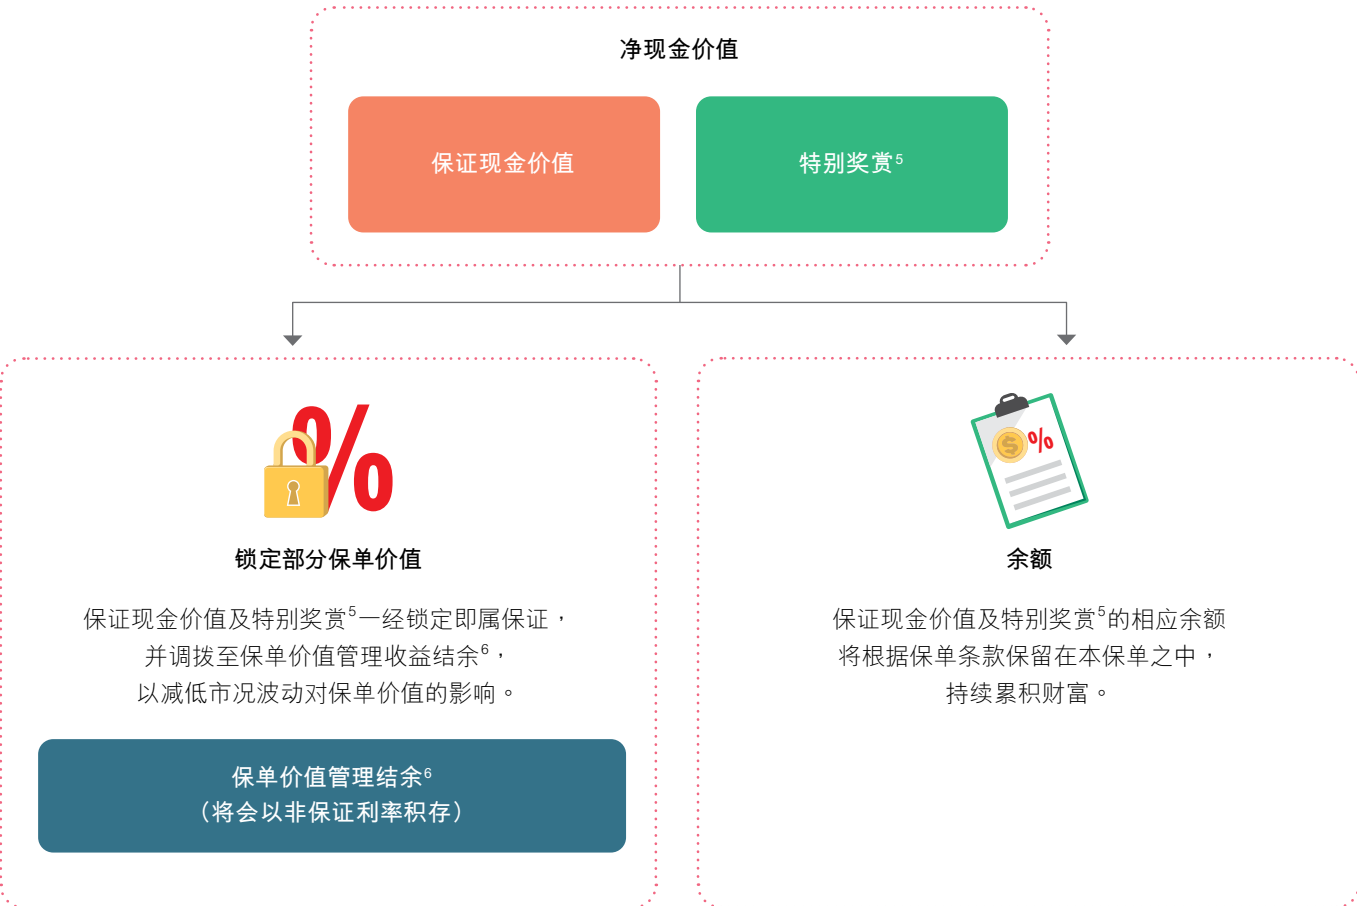 净现金价值
保证现金价值
特别奖赏5
%
%
锁定部分保单价值
保证现金价值及特别奖赏5一经锁定即属保证，
并调拨至保单价值管理收益结余6，
以减低市况波动对保单价值的影响。
保单价值管理结余6
（将会以非保证利率积存）
$
余额
保证现金价值及特别奖赏5的相应余额
将根据保单条款保留在本保单之中，
持续累积财富。